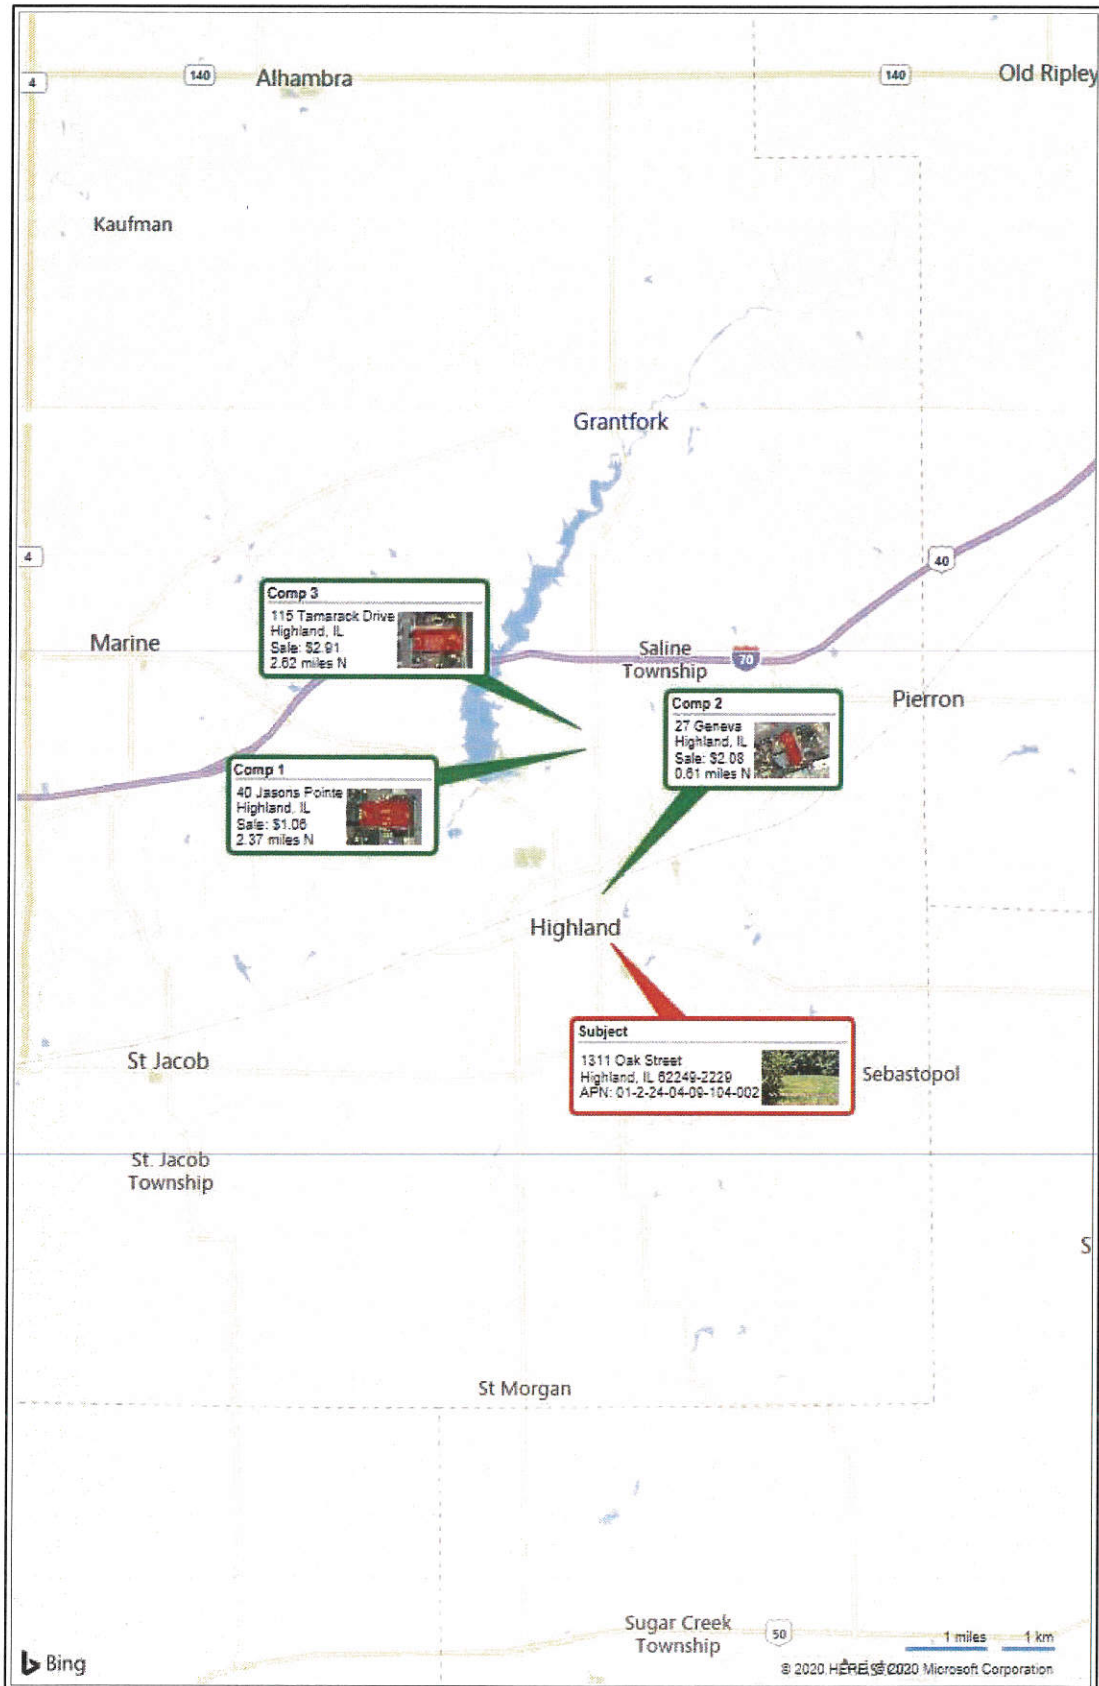 4
140
Alhambra
140
Old Ripley
Kaufman
Grantfork
4
40
Comp 3
115 Tamarack Drive
Highland, IL
Sale: $2.91
2.62 miles N
Marine
Saline
Township
70
Pierron
Comp 2
27 Geneva
Highland, IL
Sale: $2.08
0.61 miles N
Comp 1
40 Jasons Pointe
Highland, IL
Sale: $1.06
2.37 miles N
Highland
Subject
1311 Oak Street
Highland, IL 62249-2229
APN: 01-2-24-04-09-104-002
St Jacob
Sebastopol
St. Jacob
Township
S
St Morgan
Sugar Creek
Township
50
1 miles
1 km
Bing
© 2020 HERE, © 2020 Microsoft Corporation